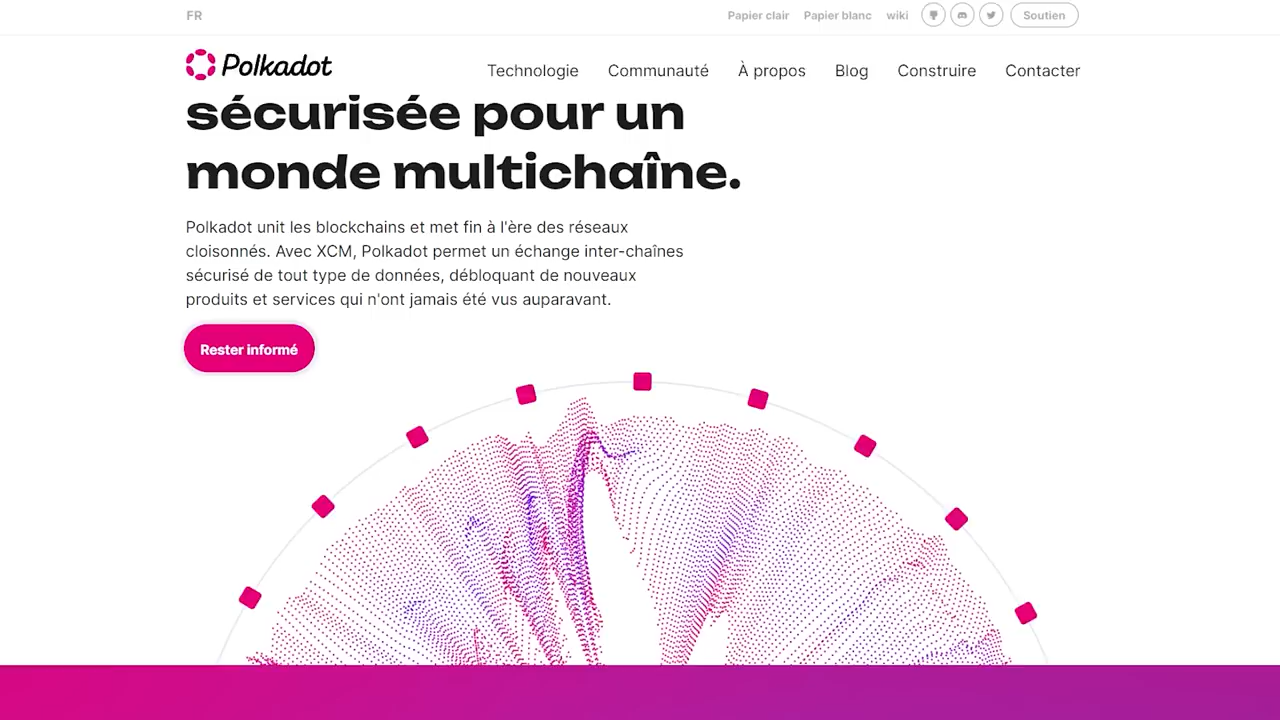 FR
Papier clair Papier blanc wiki Soutien
Polkadot
Technologie Communauté À propos Blog Construire Contacter
sécurisée pour un
monde multichaîne.
Polkadot unit les blockchains et met fin à l'ère des réseaux
cloisonnés. Avec XCM, Polkadot permet un échange inter-chaînes
sécurisé de tout type de données, débloquant de nouveaux
produits et services qui n'ont jamais été vus auparavant.
Rester informé